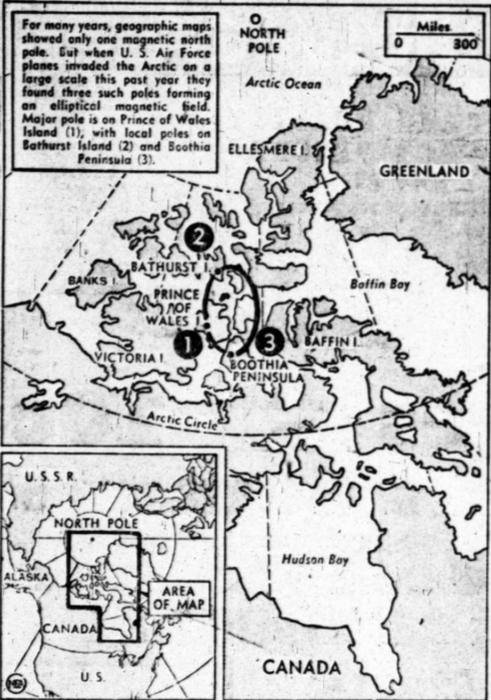 For many years, geographic maps
showed only one magnetic north
pole. But when U. S. Air Force
planes invaded the Arctic on a
large scale this past year they
found three such poles forming
an elliptical magnetic field.
Major pole is on Prince of Wales
Island (1), with local poles on
Bathurst Island (2) and Boothia
Peninsula (3).
NORTH
POLE
Miles
0 300
Arctic Ocean
ELLESMERE I.
GREENLAND
2
BATHURST I.
BANKS I.
PRINCE
OF
WALES I.
Baffin Bay
1
3
BAFFIN I.
VICTORIA I.
BOOTHIA
PENINSULA
Arctic Circle
Hudson Bay
CANADA
U. S. S. R.
NORTH POLE
ALASKA
AREA
OF MAP
CANADA
U. S.
NEA